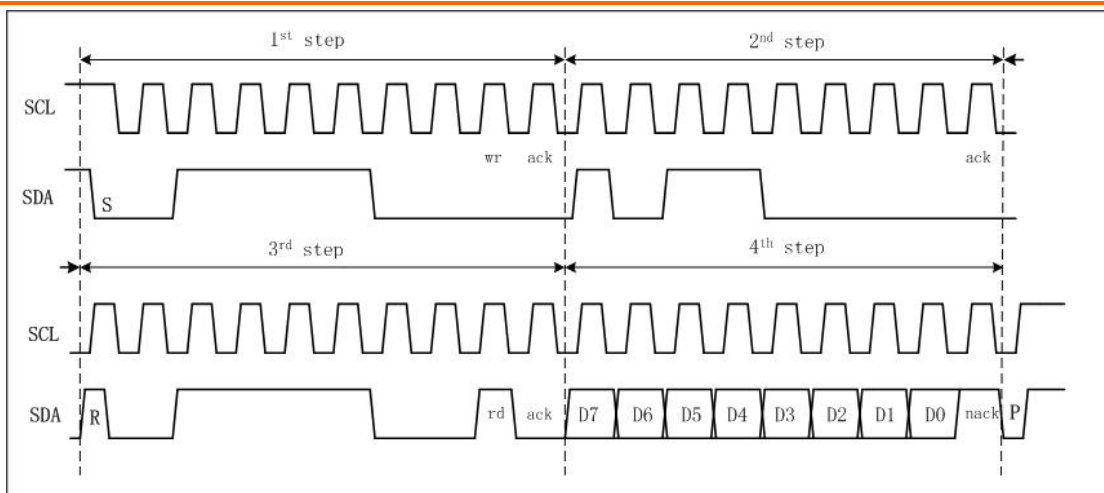 1st step 2nd step
SCL
wr ack ack
SDA S
3rd step 4th step
SCL
SDA R rd ack D7 D6 D5 D4 D3 D2 D1 D0 nack P